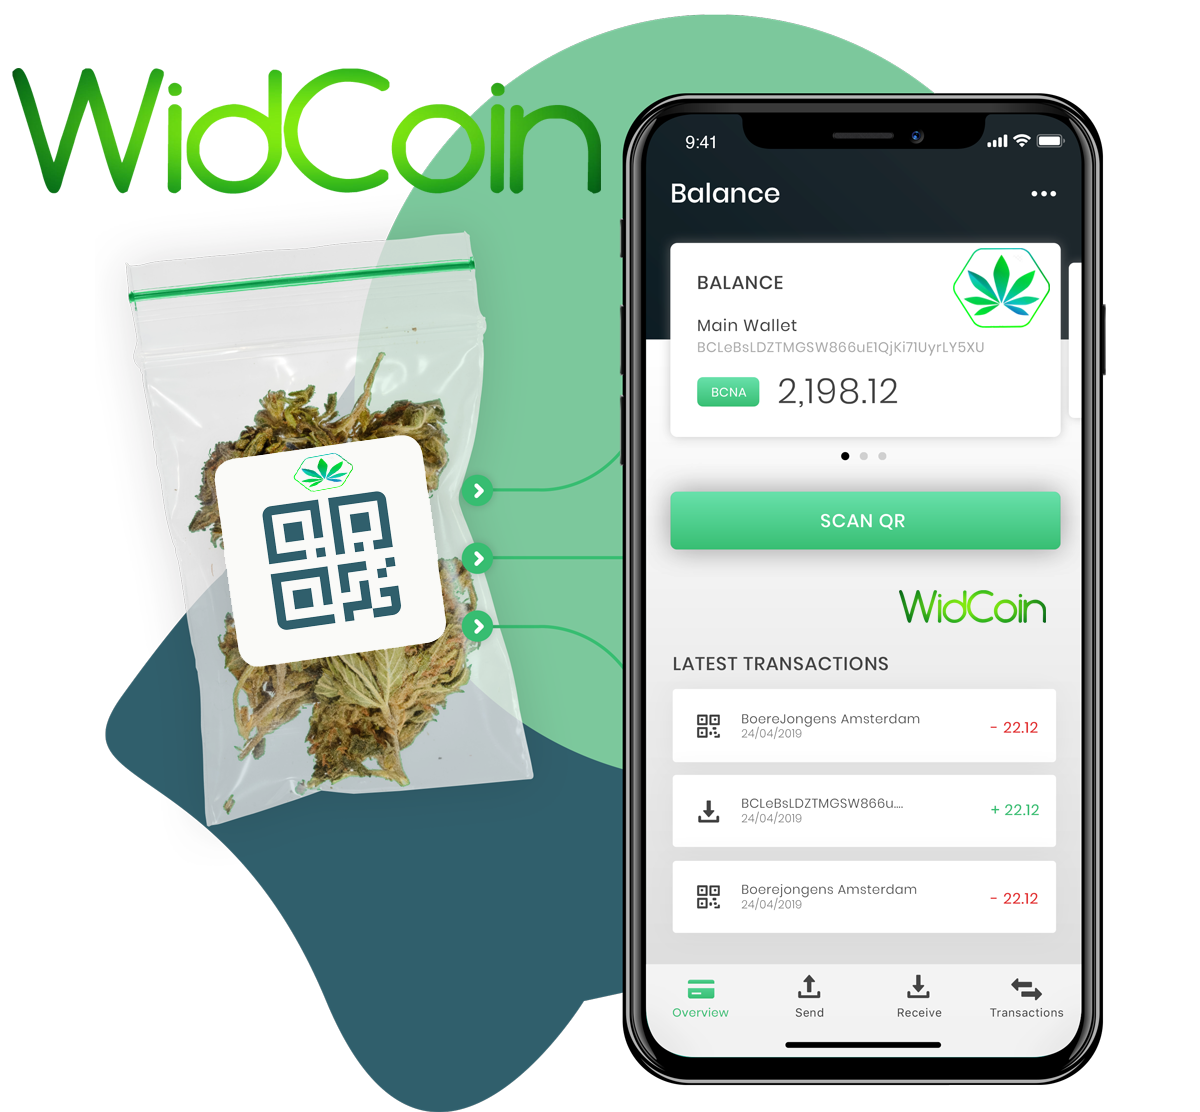 WidCoin
9:41
Balance
BALANCE
Main Wallet
BCLeBsLDZTMGSW866uE1QjKi71UyrLY5XU
BCNA 2,198.12
SCAN QR
WidCoin
LATEST TRANSACTIONS
BoereJongens Amsterdam
24/04/2019
- 22.12
BCLeBsLDZTMGSW866u....
24/04/2019
+ 22.12
Boerejongens Amsterdam
24/04/2019
- 22.12
Overview Send Receive Transactions